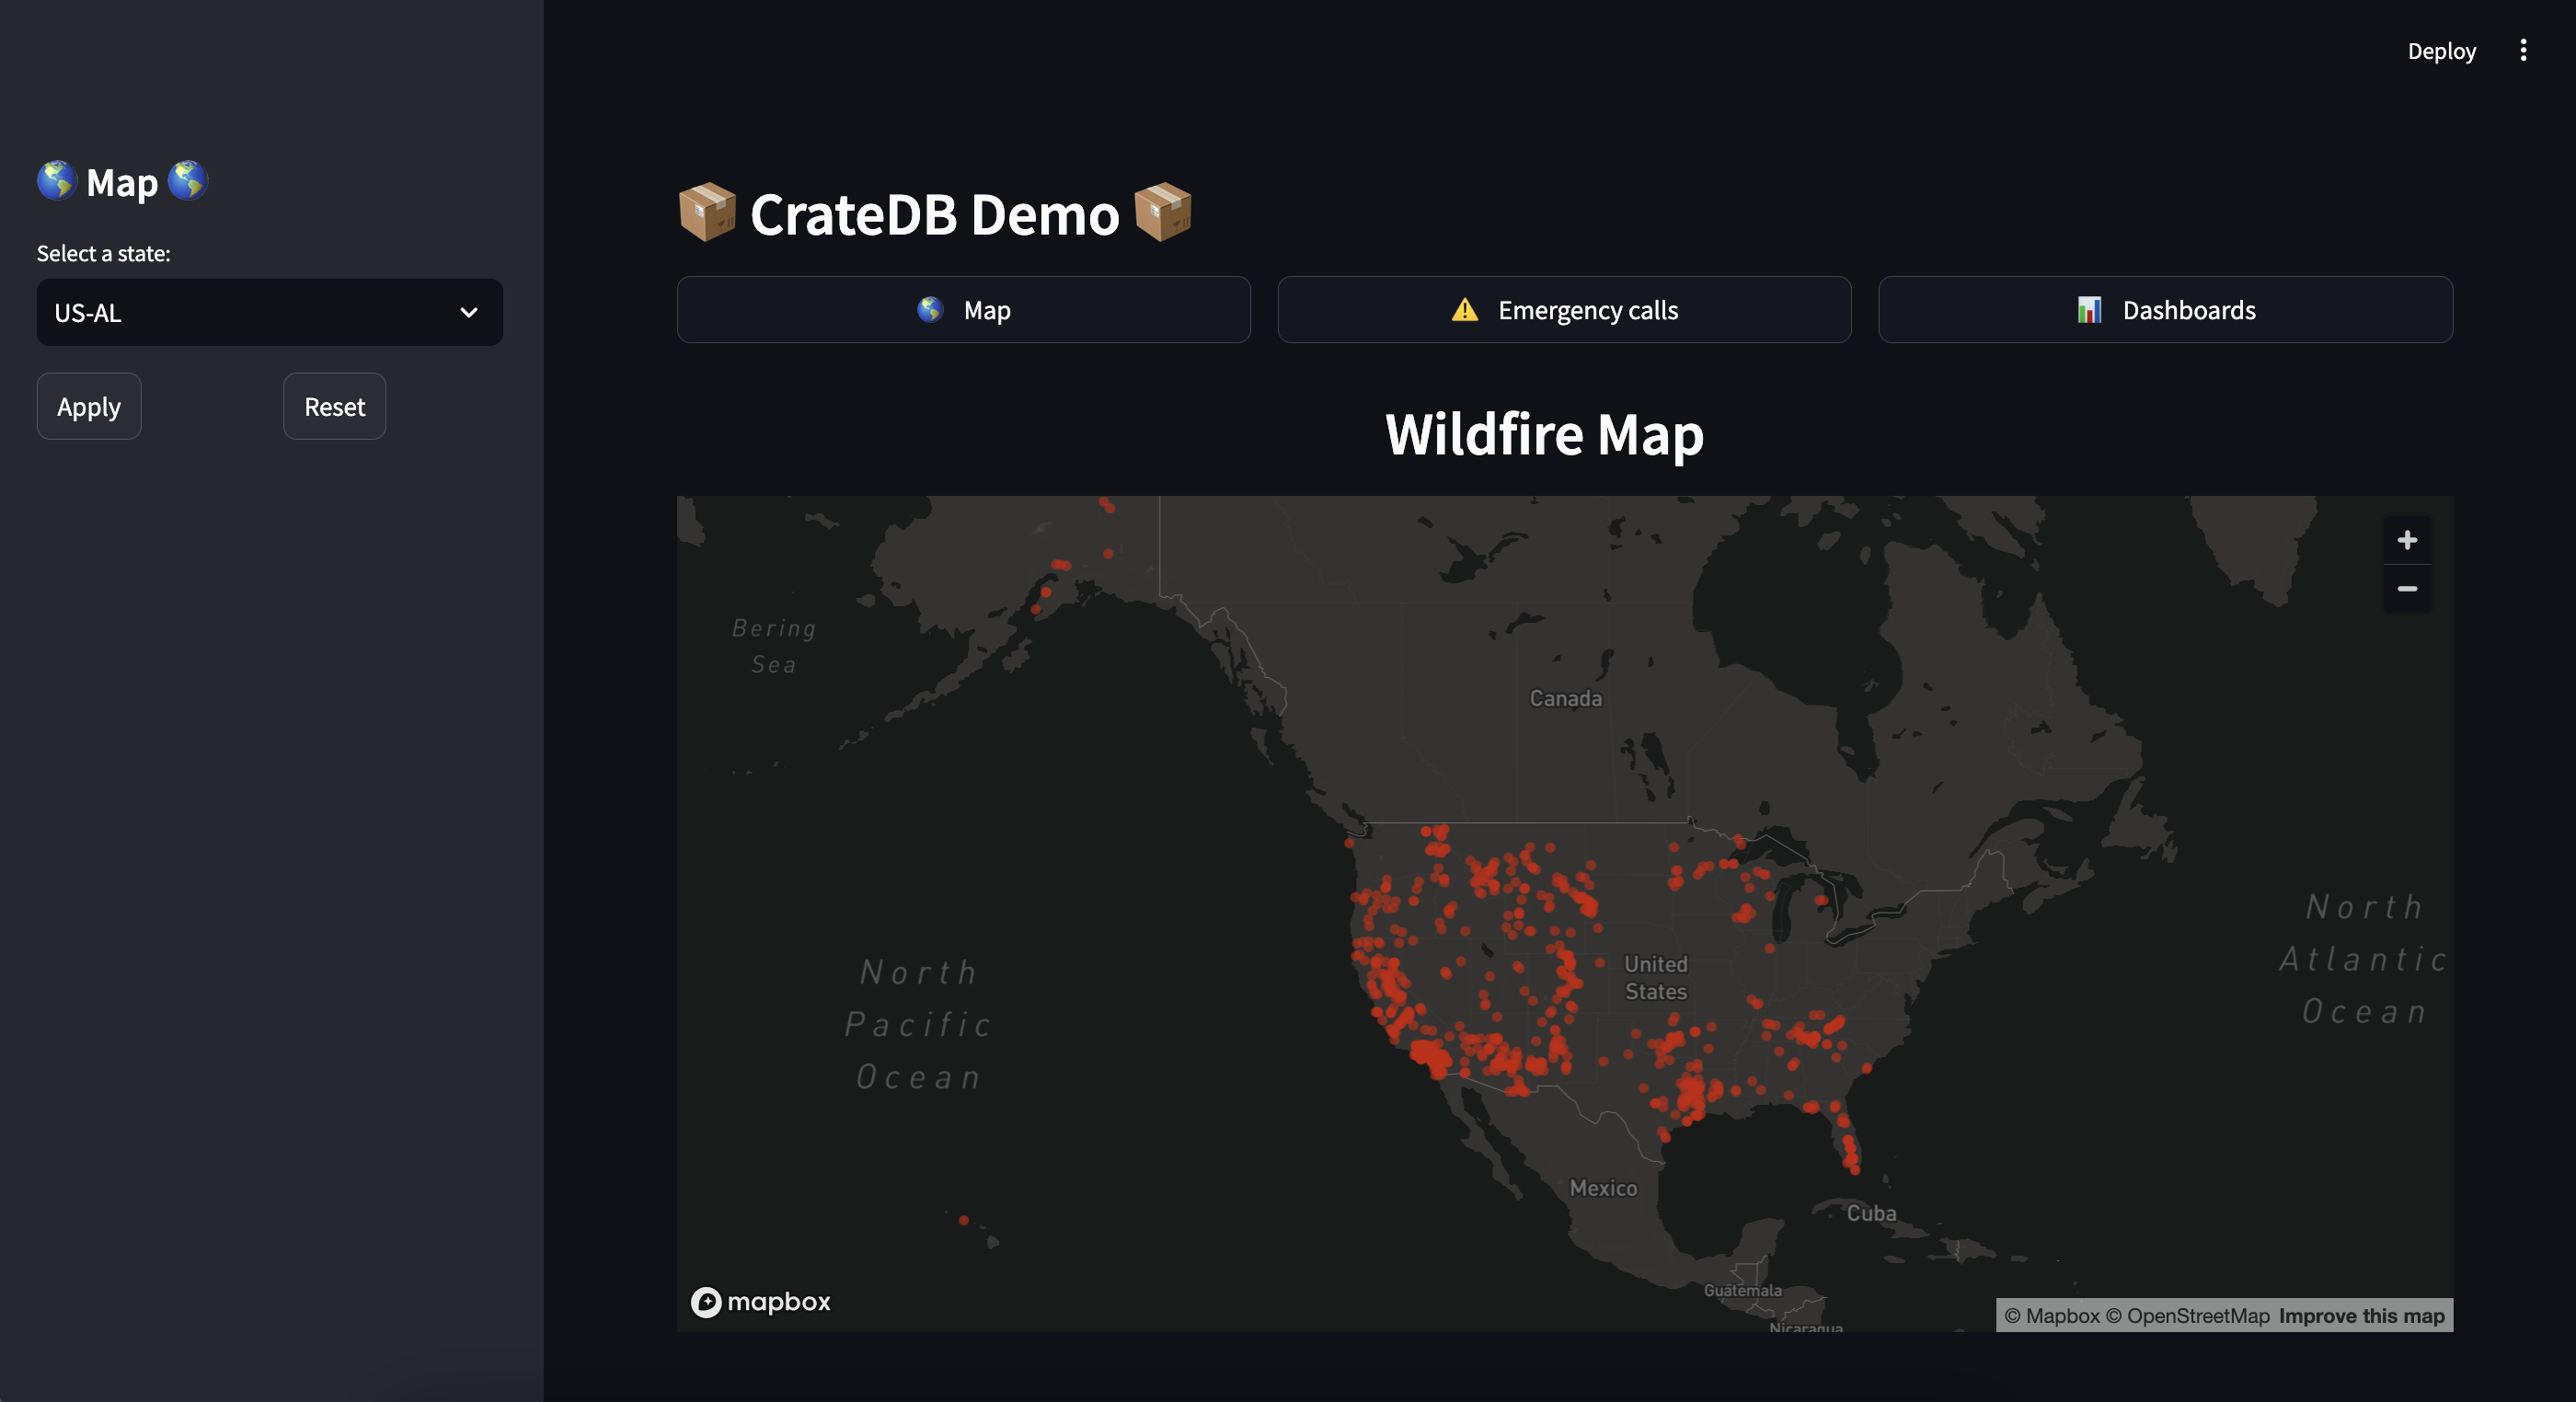 Deploy
🌎 Map 🌎
Select a state:
US-AL
Apply
Reset
📦 CrateDB Demo 📦
🌎 Map
⚠️ Emergency calls
📊 Dashboards
Wildfire Map
Bering
Sea
Canada
North
Pacific
Ocean
United
States
North
Atlantic
Ocean
Mexico
Cuba
Guatemala
Nicaragua
mapbox
© Mapbox © OpenStreetMap Improve this map